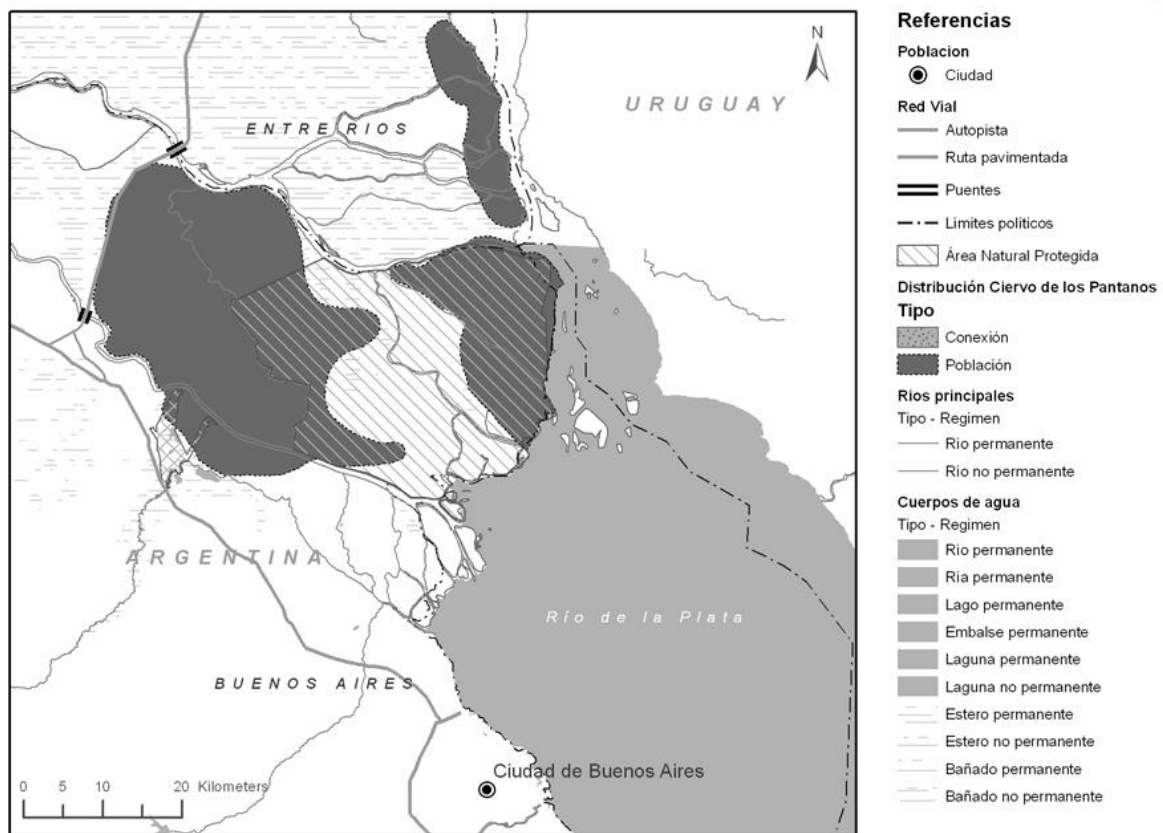 N
URUGUAY
ENTRE RIOS
ARGENTINA
Río de la Plata
BUENOS AIRES
Ciudad de Buenos Aires
0 5 10 20 Kilometers
Referencias
Poblacion
Ciudad
Red Vial
Autopista
Ruta pavimentada
Puentes
Limites politicos
Área Natural Protegida
Distribución Ciervo de los Pantanos
Tipo
Conexión
Población
Rios principales
Tipo - Regimen
Rio permanente
Rio no permanente
Cuerpos de agua
Tipo - Regimen
Rio permanente
Ria permanente
Lago permanente
Embalse permanente
Laguna permanente
Laguna no permanente
Estero permanente
Estero no permanente
Bañado permanente
Bañado no permanente